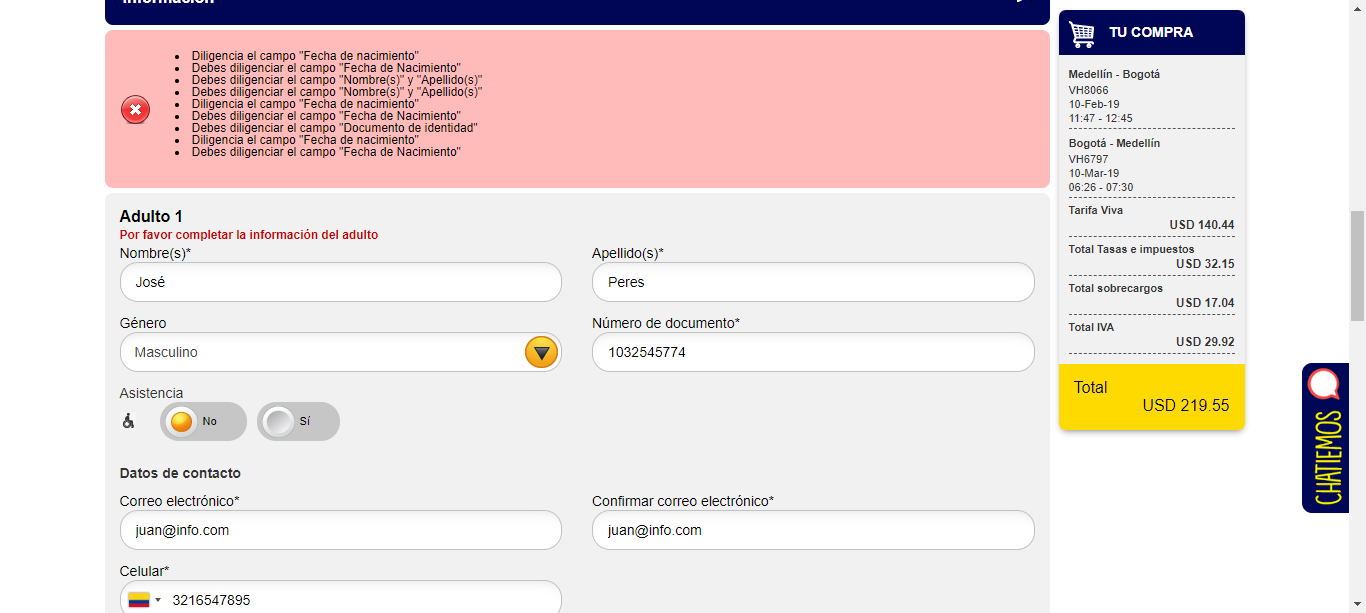 Información
Diligencia el campo "Fecha de nacimiento"
Debes diligenciar el campo "Fecha de Nacimiento"
Debes diligenciar el campo "Nombre(s)" y "Apellido(s)"
Debes diligenciar el campo "Nombre(s)" y "Apellido(s)"
Diligencia el campo "Fecha de nacimiento"
Debes diligenciar el campo "Fecha de Nacimiento"
Debes diligenciar el campo "Documento de identidad"
Diligencia el campo "Fecha de nacimiento"
Debes diligenciar el campo "Fecha de Nacimiento"
Adulto 1
Por favor completar la información del adulto
Nombre(s)* Apellido(s)*
José Peres
Género Número de documento*
Masculino 1032545774
Asistencia
No Sí
Datos de contacto
Correo electrónico* Confirmar correo electrónico*
juan@info.com juan@info.com
Celular*
3216547895
TU COMPRA
Medellín - Bogotá
VH8066
10-Feb-19
11:47 - 12:45
Bogotá - Medellín
VH6797
10-Mar-19
06:26 - 07:30
Tarifa Viva
USD 140.44
Total Tasas e impuestos
USD 32.15
Total sobrecargos
USD 17.04
Total IVA
USD 29.92
Total
USD 219.55
CHATIEMOS